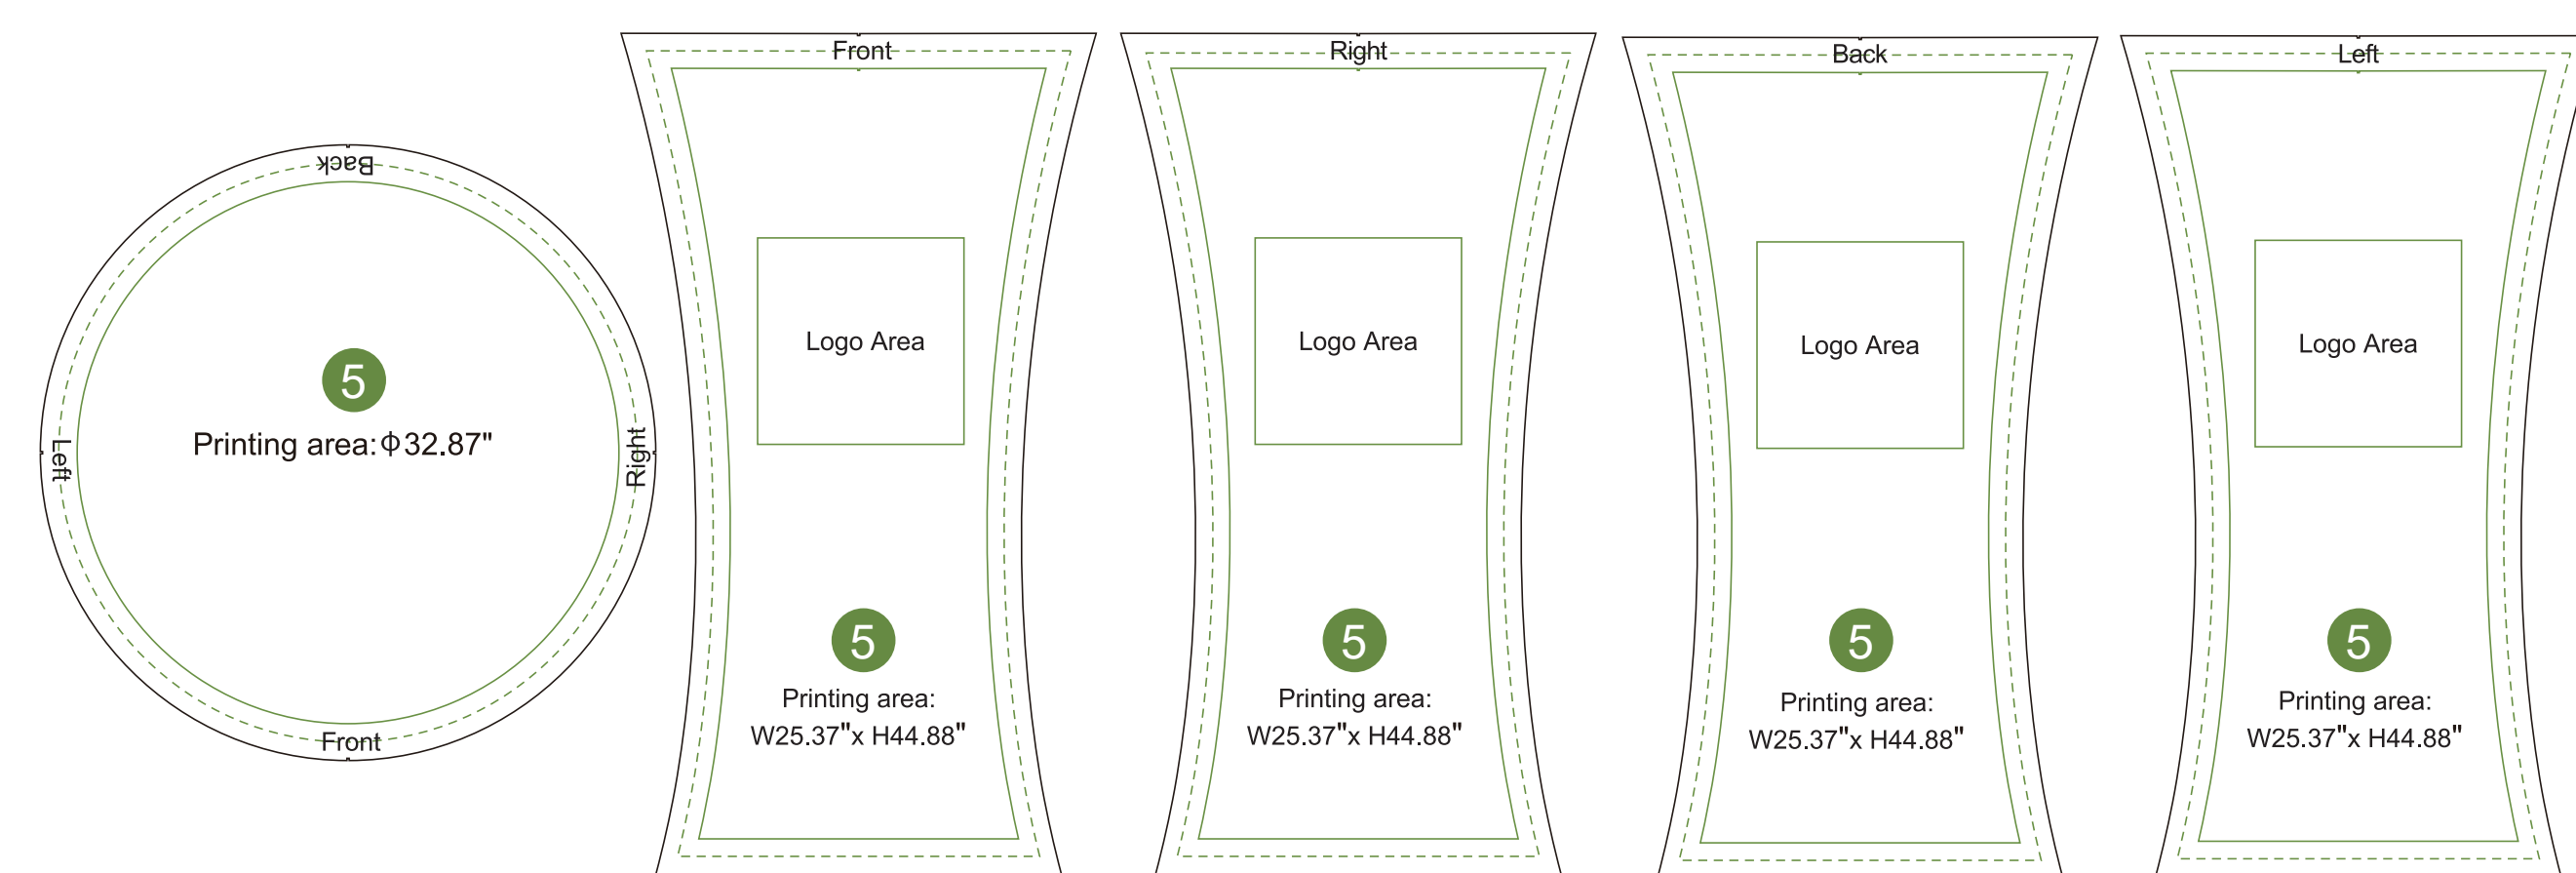 Back
Left
5
Printing area:Φ32.87"
Right
Front
Front
Logo Area
5
Printing area:
W25.37"x H44.88"
Right
Logo Area
5
Printing area:
W25.37"x H44.88"
Back
Logo Area
5
Printing area:
W25.37"x H44.88"
Left
Logo Area
5
Printing area:
W25.37"x H44.88"